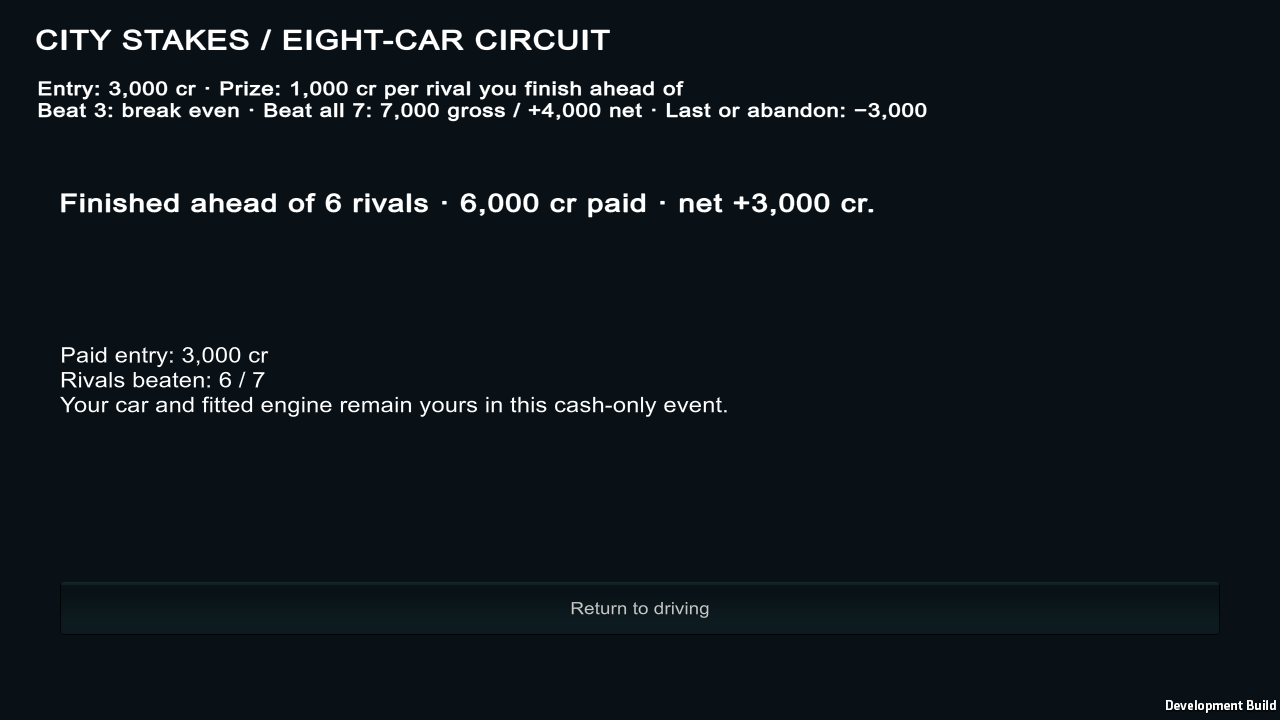 CITY STAKES / EIGHT-CAR CIRCUIT
Entry: 3,000 cr · Prize: 1,000 cr per rival you finish ahead of
Beat 3: break even · Beat all 7: 7,000 gross / +4,000 net · Last or abandon: −3,000
Finished ahead of 6 rivals · 6,000 cr paid · net +3,000 cr.
Paid entry: 3,000 cr
Rivals beaten: 6 / 7
Your car and fitted engine remain yours in this cash-only event.
Return to driving
Development Build